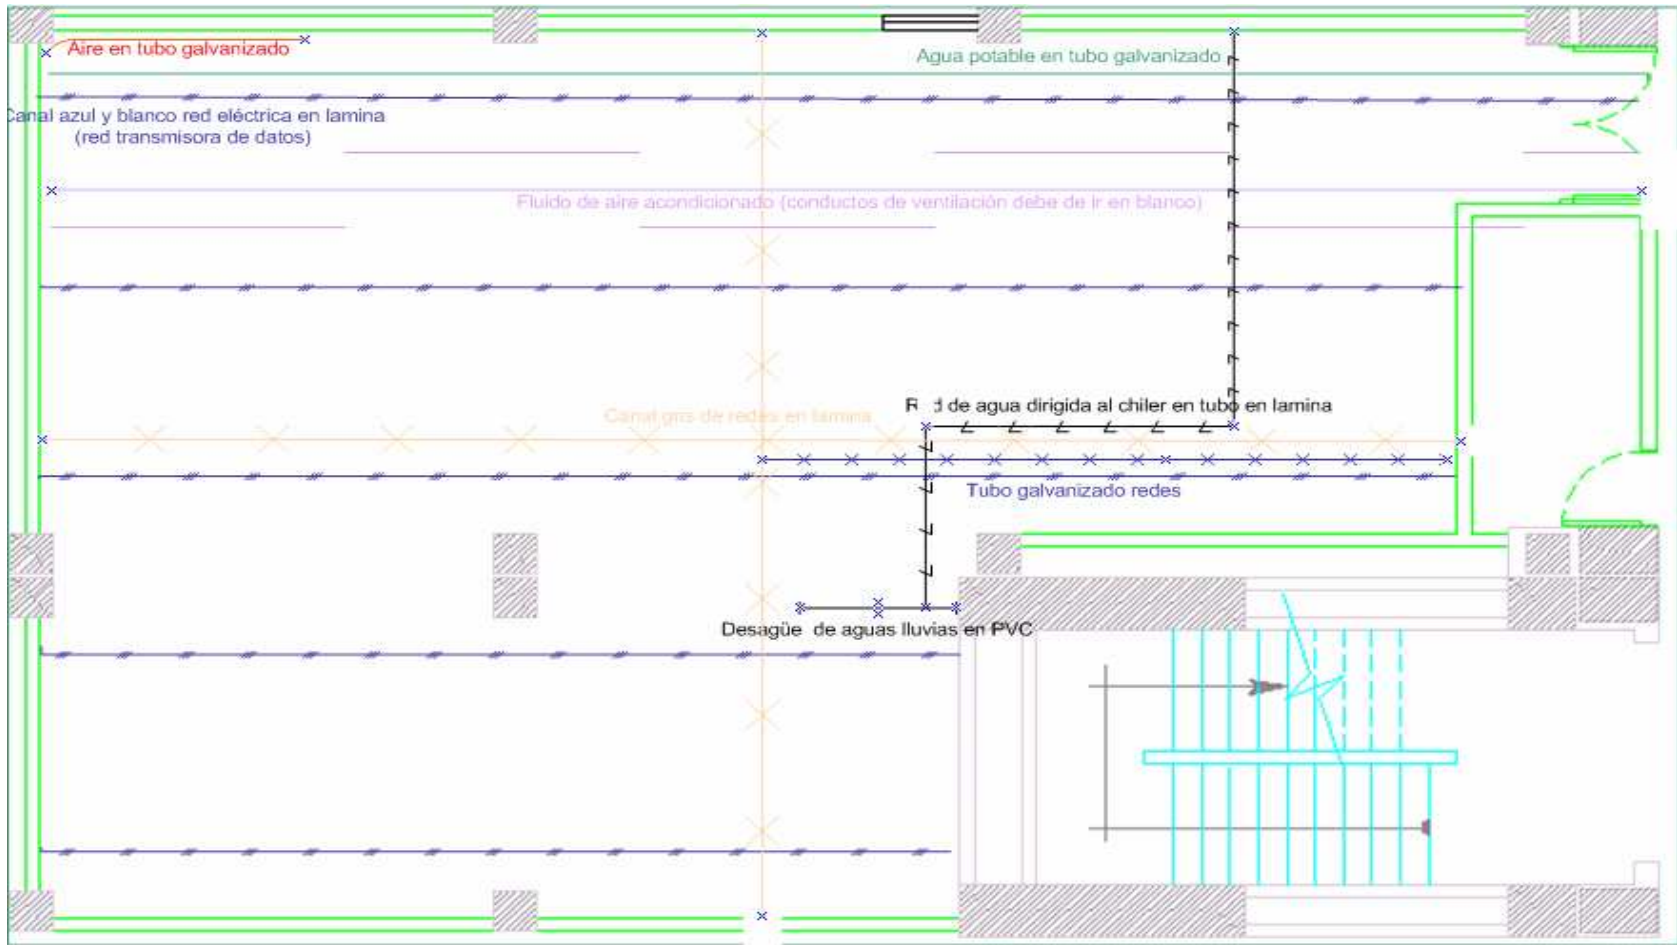 Aire en tubo galvanizado
Agua potable en tubo galvanizado
Canal azul y blanco red eléctrica en lamina
(red transmisora de datos)
Fluido de aire acondicionado (conductos de ventilación debe de ir en blanco)
Canal gris de redes en lamina
R d de agua dirigida al chiler en tubo en lamina
Tubo galvanizado redes
Desagüe de aguas lluvias en PVC